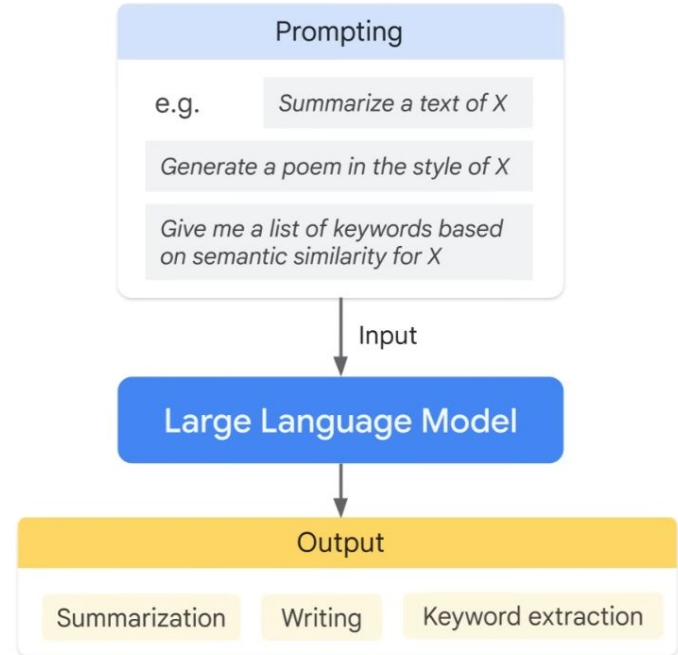 Prompting
e.g.
Summarize a text of X
Generate a poem in the style of X
Give me a list of keywords based
on semantic similarity for X
Input
Large Language Model
Output
Summarization
Writing
Keyword extraction